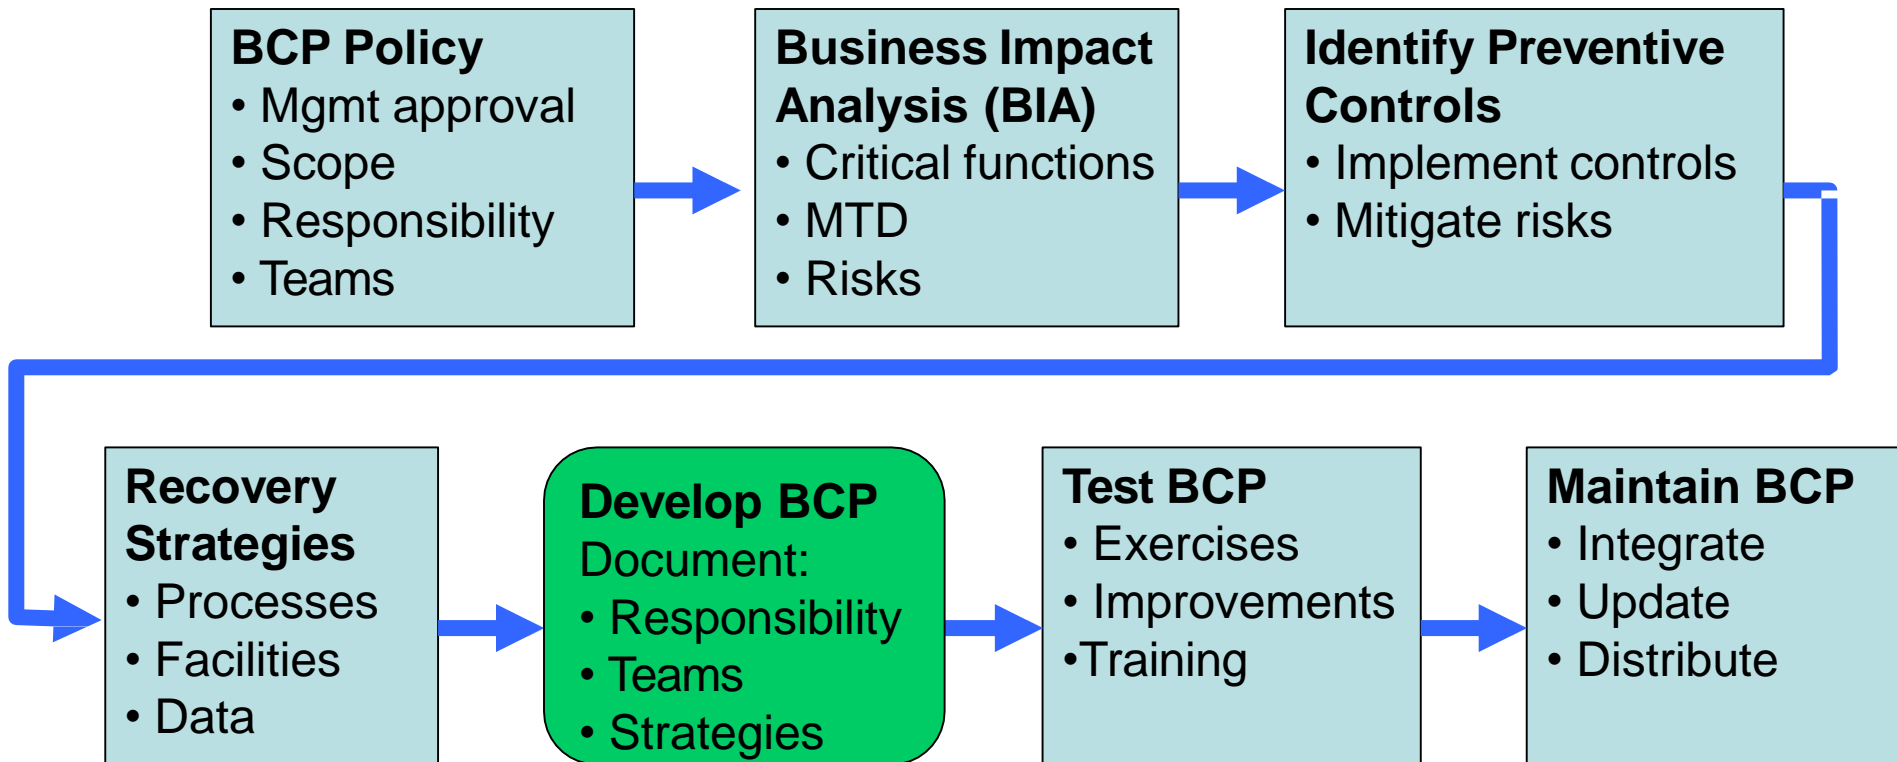 BCP Policy
• Mgmt approval
• Scope
• Responsibility
• Teams
Business Impact
Analysis (BIA)
• Critical functions
• MTD
• Risks
Identify Preventive
Controls
• Implement controls
• Mitigate risks
Recovery
Strategies
• Processes
• Facilities
• Data
Develop BCP
Document:
• Responsibility
• Teams
• Strategies
Test BCP
• Exercises
• Improvements
•Training
Maintain BCP
• Integrate
• Update
• Distribute